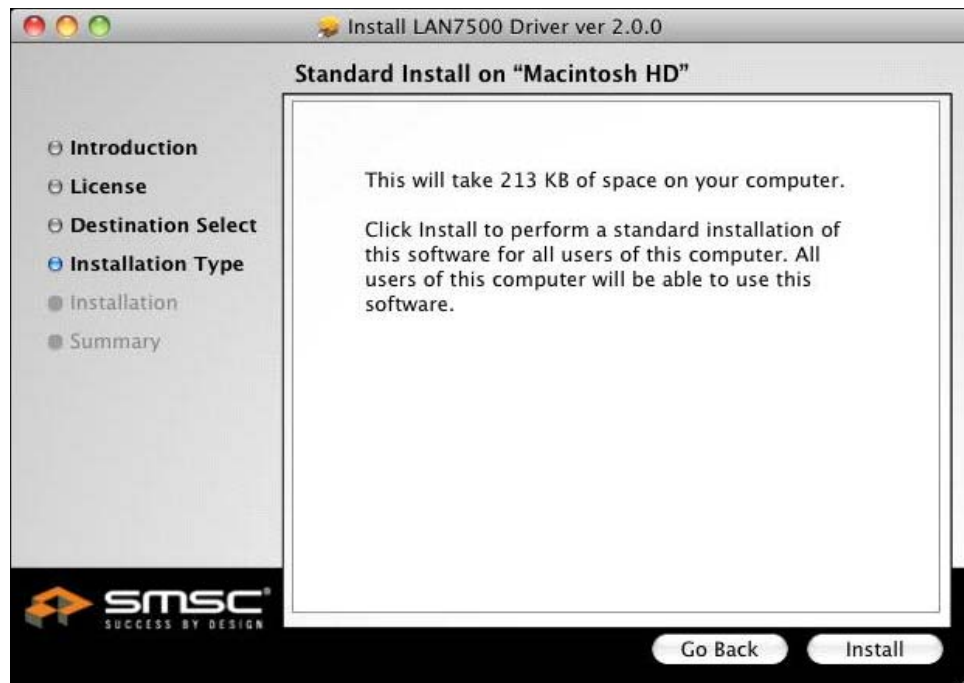 Install LAN7500 Driver ver 2.0.0
Standard Install on “Macintosh HD”
Introduction
License
Destination Select
Installation Type
Installation
Summary
This will take 213 KB of space on your computer.
Click Install to perform a standard installation of
this software for all users of this computer. All
users of this computer will be able to use this
software.
smsc®
SUCCESS BY DESIGN
Go Back
Install